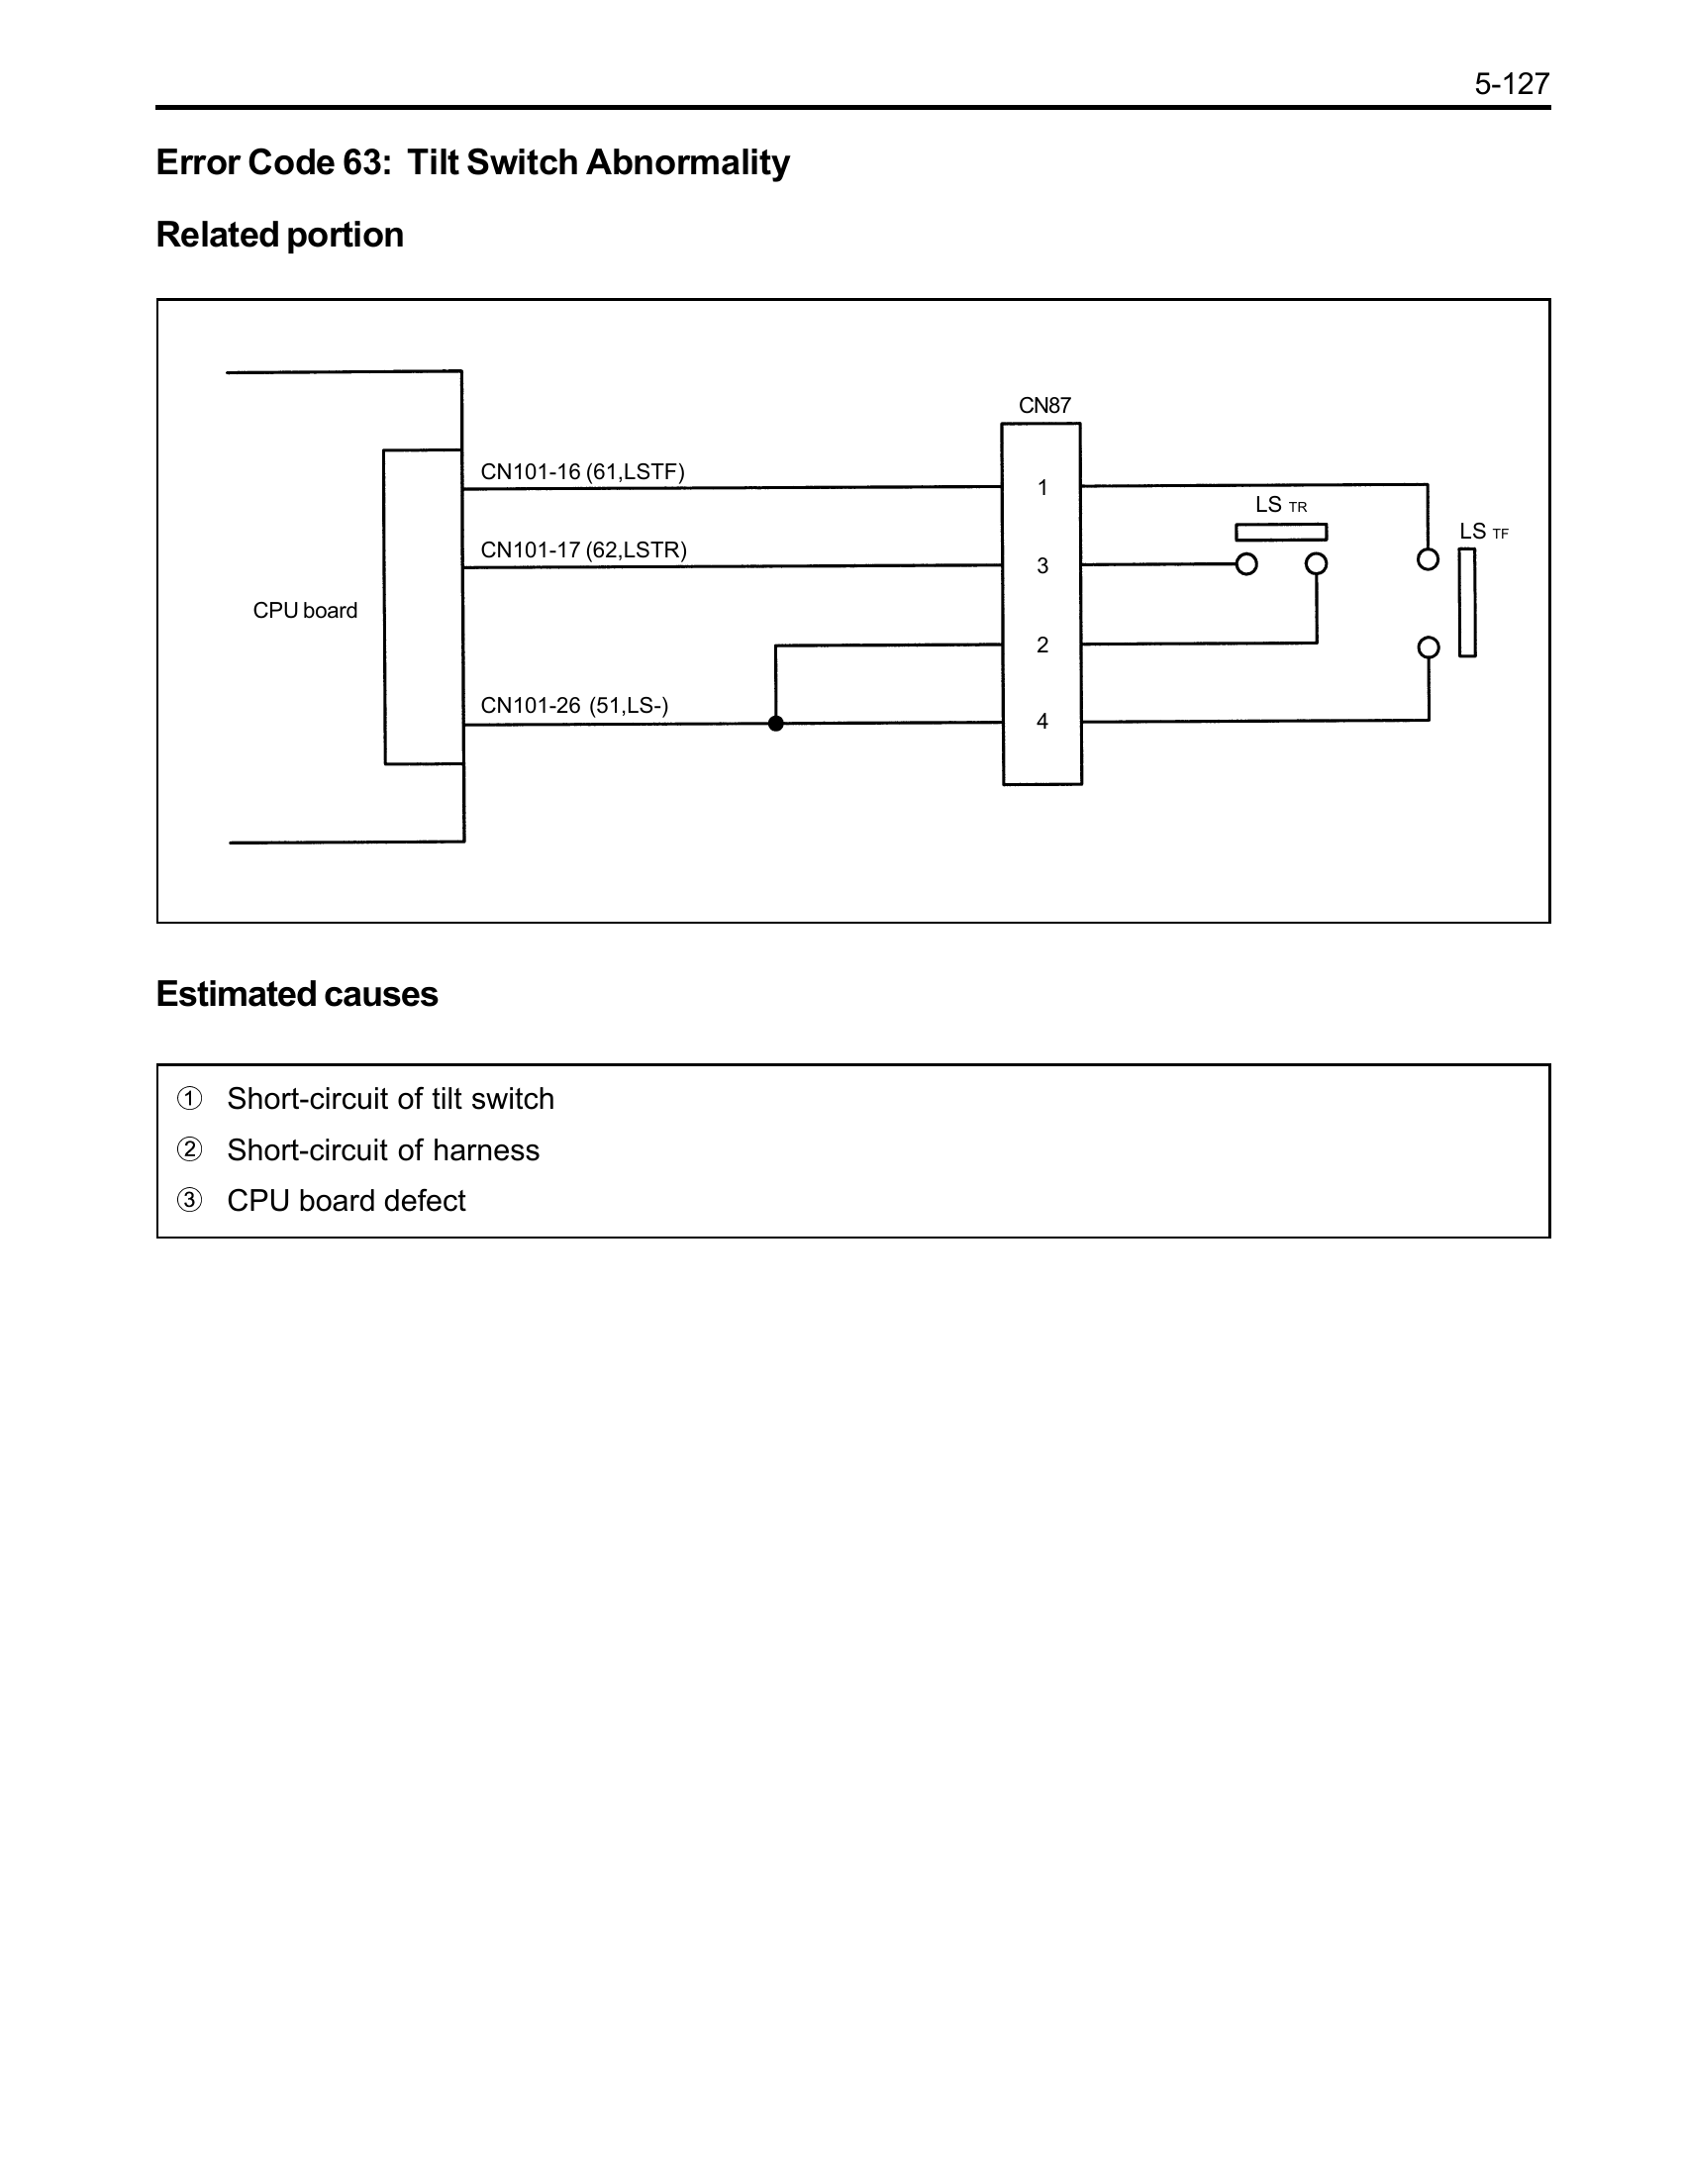 5-127
Error Code 63: Tilt Switch Abnormality
Related portion
CN87
CN101-16 (61,LSTF)
1
LS TR
LS TF
CN101-17 (62,LSTR)
3
CPU board
2
CN101-26 (51,LS-)
4
Estimated causes
① Short-circuit of tilt switch
② Short-circuit of harness
③ CPU board defect